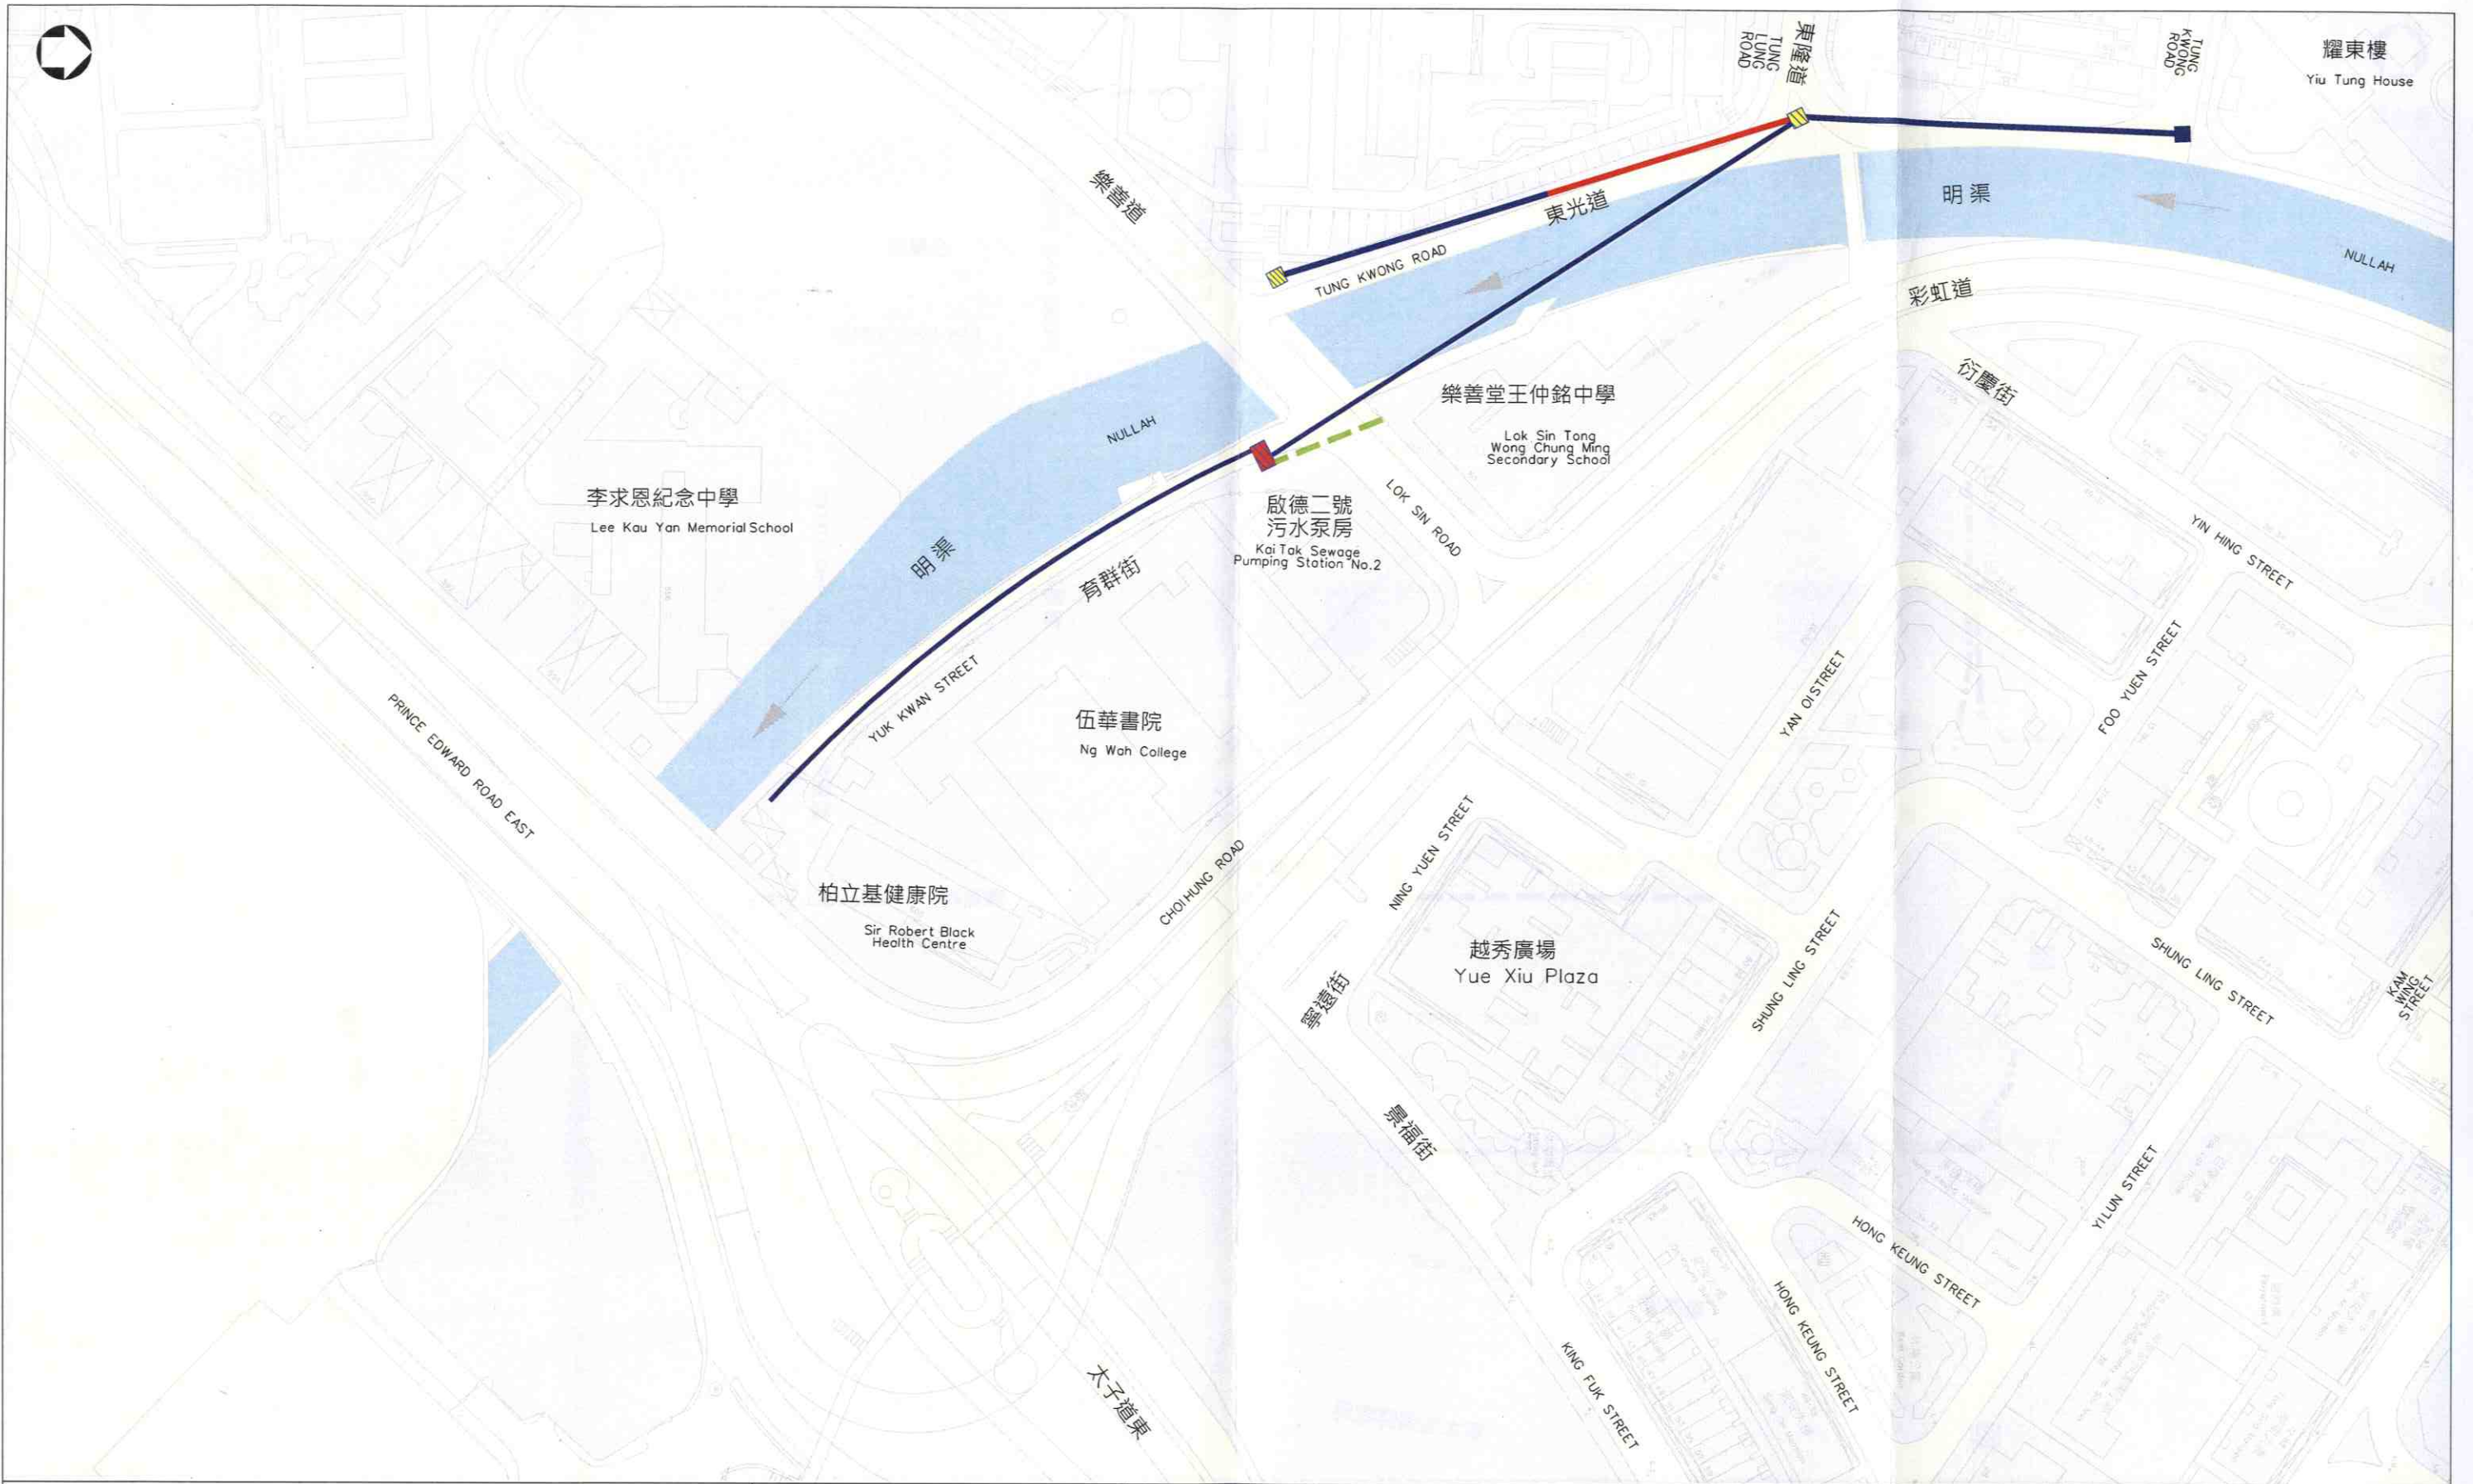 東隆道
TUNG
LUNG
ROAD
TUNG
KWONG
ROAD
耀東樓
Yiu Tung House
樂善道
東光道
TUNG KWONG ROAD
明渠
NULLAH
彩虹道
衍慶街
YIN HING STREET
樂善堂王仲銘中學
Lok Sin Tong
Wong Chung Ming
Secondary School
NULLAH
明渠
李求恩紀念中學
Lee Kau Yan Memorial School
啟德二號
污水泵房
Kai Tak Sewage
Pumping Station No.2
LOK SIN ROAD
育群街
YUK KWAN STREET
伍華書院
Ng Wah College
PRINCE EDWARD ROAD EAST
柏立基健康院
Sir Robert Black
Health Centre
CHOI HUNG ROAD
YAN OI STREET
FOO YUEN STREET
NING YUEN STREET
寧遠街
越秀廣場
Yue Xiu Plaza
SHUNG LING STREET
SHUNG LING STREET
KAM
WING
STREET
景福街
KING FUK STREET
HONG KEUNG STREET
HONG KEUNG STREET
YI LUN STREET
太子道東